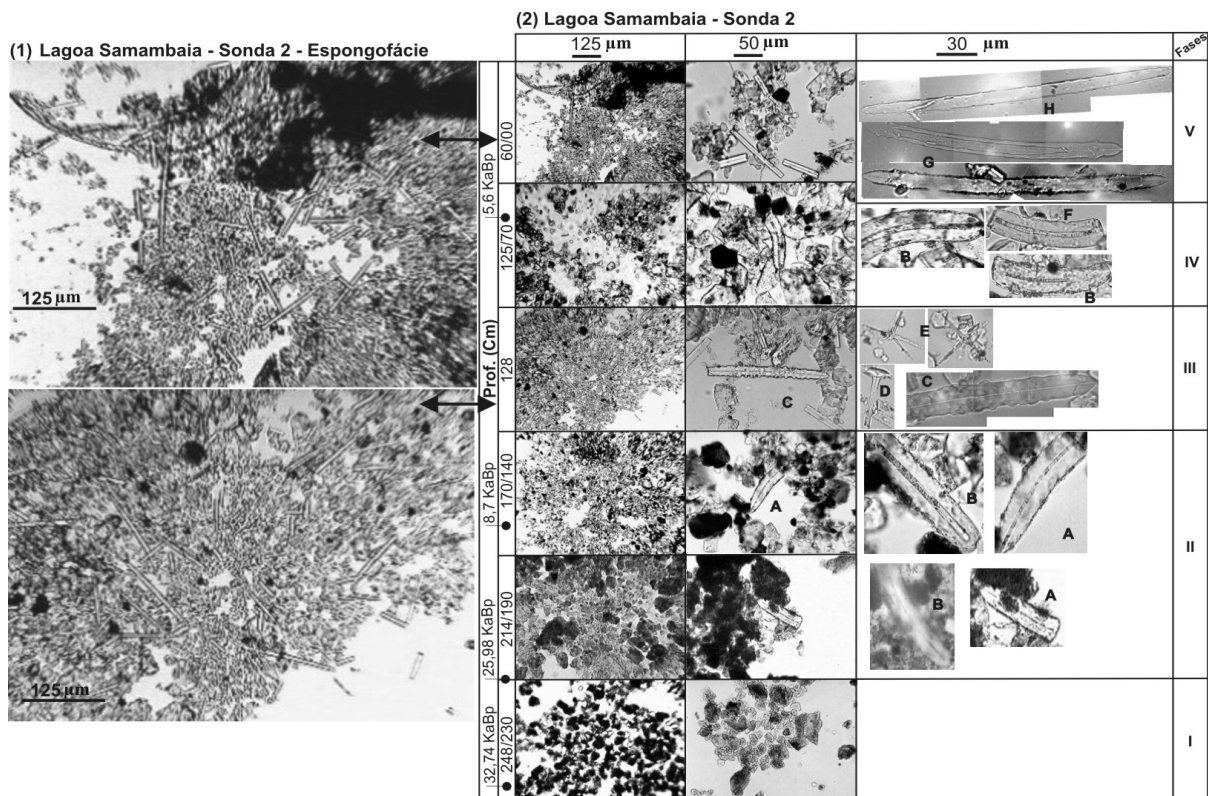 (2) Lagoa Samambaia - Sonda 2
(1) Lagoa Samambaia - Sonda 2 - Espongofácie
125 µm
50 µm
30 µm
Fases
125 µm
125 µm
Prof. (Cm)
60/00
5,6 KaBp
125/70
128
8,7 KaBp
170/140
25,98 KaBp
214/190
32,74 KaBp
248/230
H
G
V
B
F
B
IV
C
E
D
C
III
A
B
A
B
A
II
I